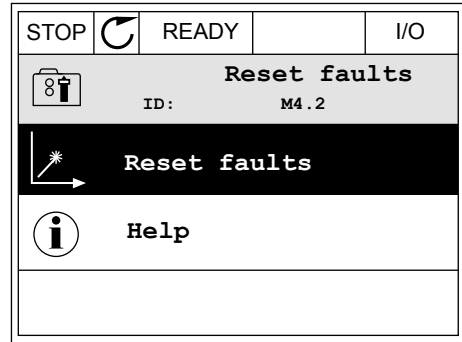 STOP READY I/O
Reset faults
ID: M4.2
Reset faults
Help